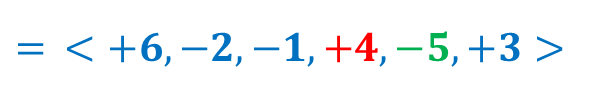 = < +6, −2, −1, +4, −5, +3 >